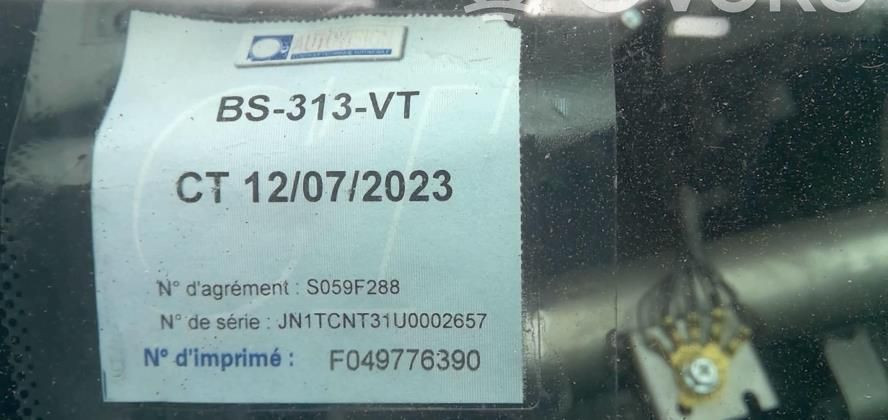 BS-313-VT
CT 12/07/2023
N° d'agrément : S059F288
N° de série : JN1TCNT31U0002657
N° d'imprimé : F049776390